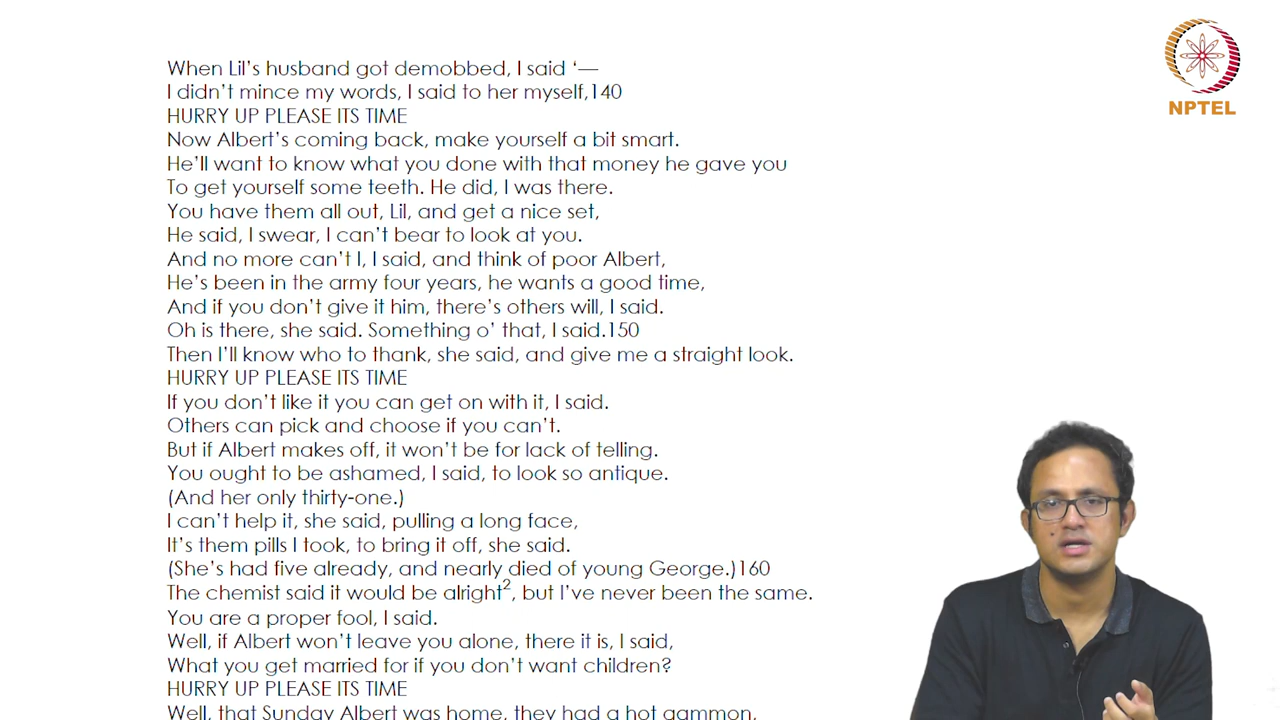 When Lil's husband got demobbed, I said '—
I didn't mince my words, I said to her myself,140
HURRY UP PLEASE ITS TIME
Now Albert's coming back, make yourself a bit smart.
He'll want to know what you done with that money he gave you
To get yourself some teeth. He did, I was there.
You have them all out, Lil, and get a nice set,
He said, I swear, I can't bear to look at you.
And no more can't I, I said, and think of poor Albert,
He's been in the army four years, he wants a good time,
And if you don't give it him, there's others will, I said.
Oh is there, she said. Something o' that, I said.150
Then I'll know who to thank, she said, and give me a straight look.
HURRY UP PLEASE ITS TIME
If you don't like it you can get on with it, I said.
Others can pick and choose if you can't.
But if Albert makes off, it won't be for lack of telling.
You ought to be ashamed, I said, to look so antique.
(And her only thirty-one.)
I can't help it, she said, pulling a long face,
It's them pills I took, to bring it off, she said.
(She's had five already, and nearly died of young George.)160
The chemist said it would be alright², but I've never been the same.
You are a proper fool, I said.
Well, if Albert won't leave you alone, there it is, I said,
What you get married for if you don't want children?
HURRY UP PLEASE ITS TIME
Well, that Sunday Albert was home, they had a hot gammon,
NPTEL